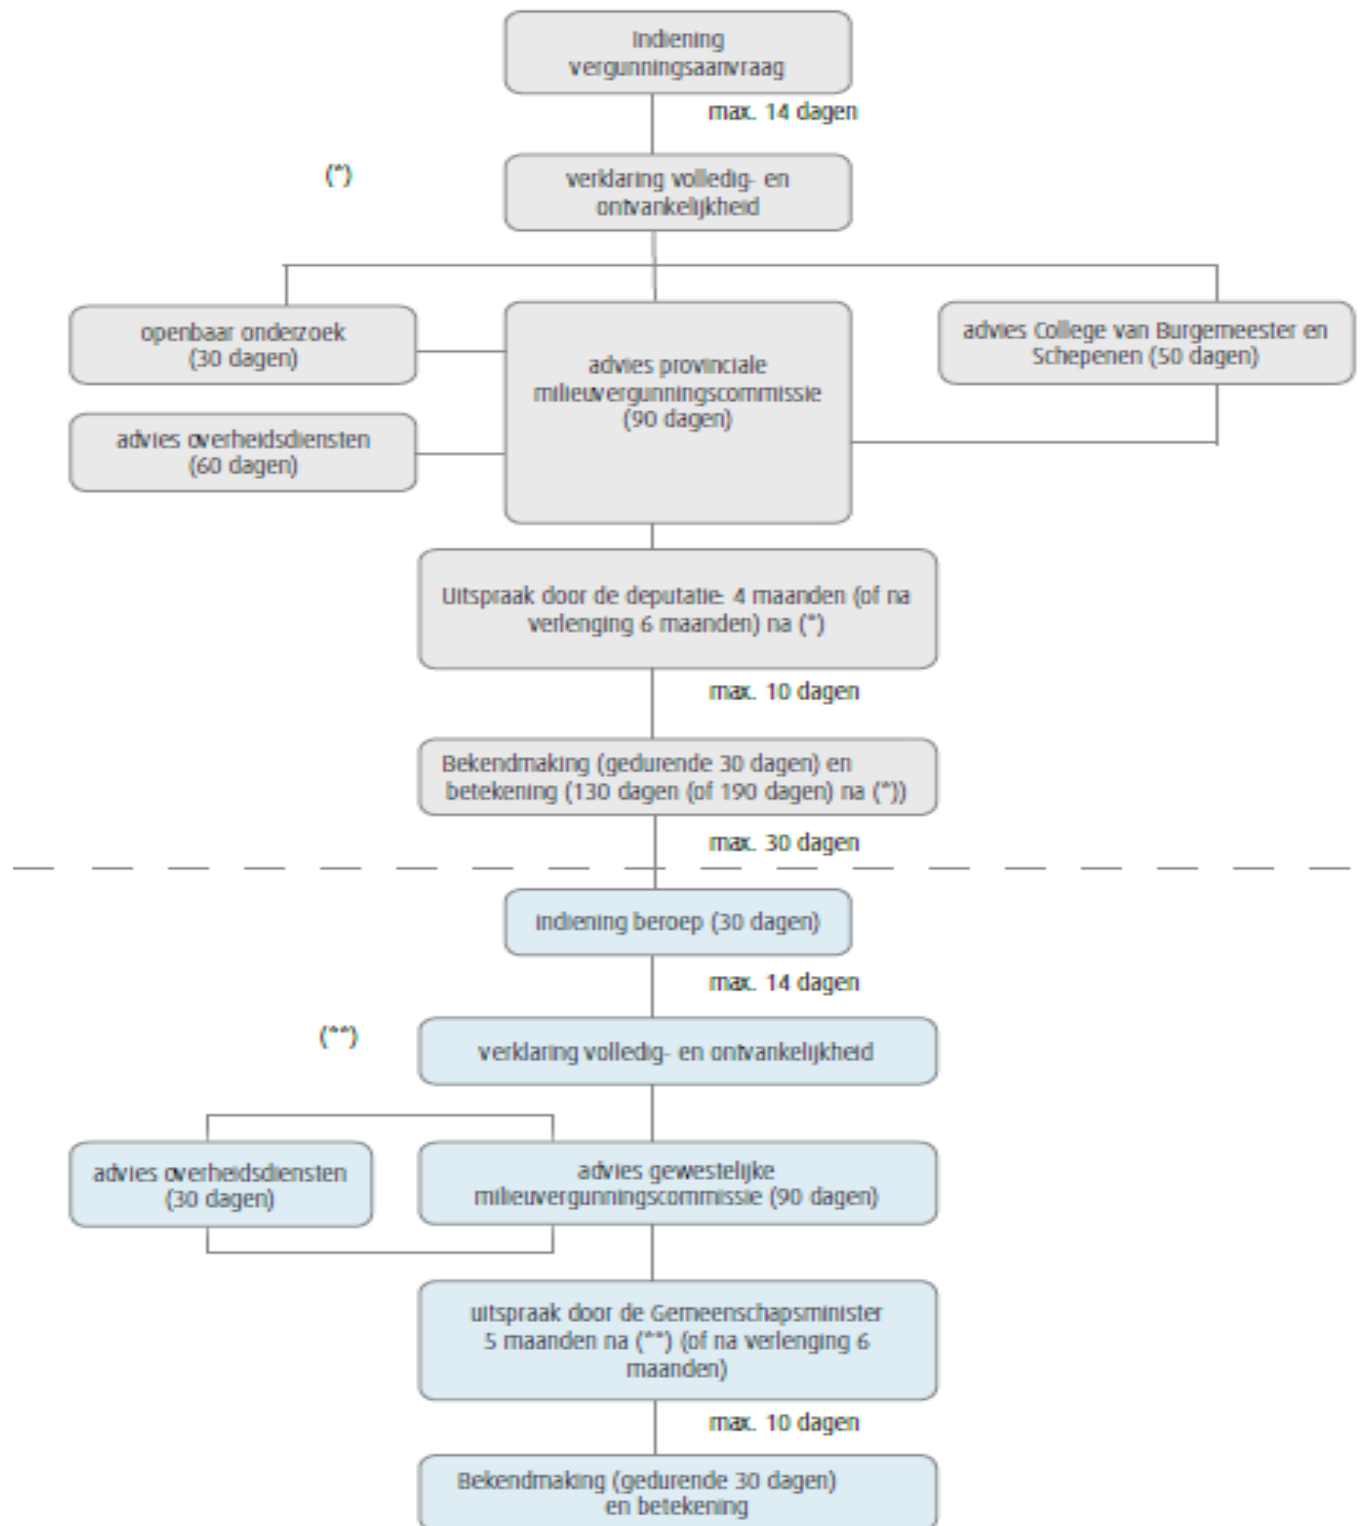 Indiening
vergunningsaanvraag
max. 14 dagen
(*)
verklaring volledig- en
ontvankelijkheid
openbaar onderzoek
(30 dagen)
advies provinciale
milieuvergunningscommissie
(90 dagen)
advies College van Burgemeester en
Schepenen (50 dagen)
advies overheidsdiensten
(60 dagen)
Uitspraak door de deputatie: 4 maanden (of na
verlenging 6 maanden) na (*)
max. 10 dagen
Bekendmaking (gedurende 30 dagen) en
betekening (130 dagen (of 190 dagen) na (*))
max. 30 dagen
indiening beroep (30 dagen)
max. 14 dagen
(**)
verklaring volledig- en ontvankelijkheid
advies overheidsdiensten
(30 dagen)
advies gewestelijke
milieuvergunningscommissie (90 dagen)
uitspraak door de Gemeenschapsminister
5 maanden na (**) (of na verlenging 6
maanden)
max. 10 dagen
Bekendmaking (gedurende 30 dagen)
en betekening